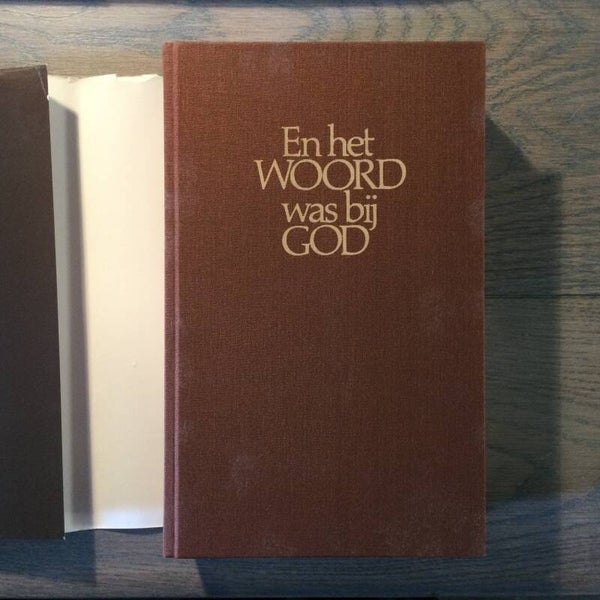 En het
WOORD
was bij
GOD